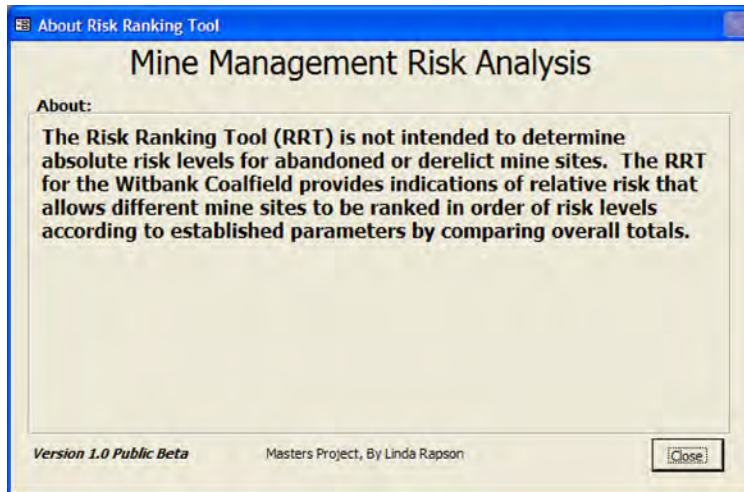 About Risk Ranking Tool
Mine Management Risk Analysis
About:
The Risk Ranking Tool (RRT) is not intended to determine
absolute risk levels for abandoned or derelict mine sites. The RRT
for the Witbank Coalfield provides indications of relative risk that
allows different mine sites to be ranked in order of risk levels
according to established parameters by comparing overall totals.
Version 1.0 Public Beta
Masters Project, By Linda Rapson
Close